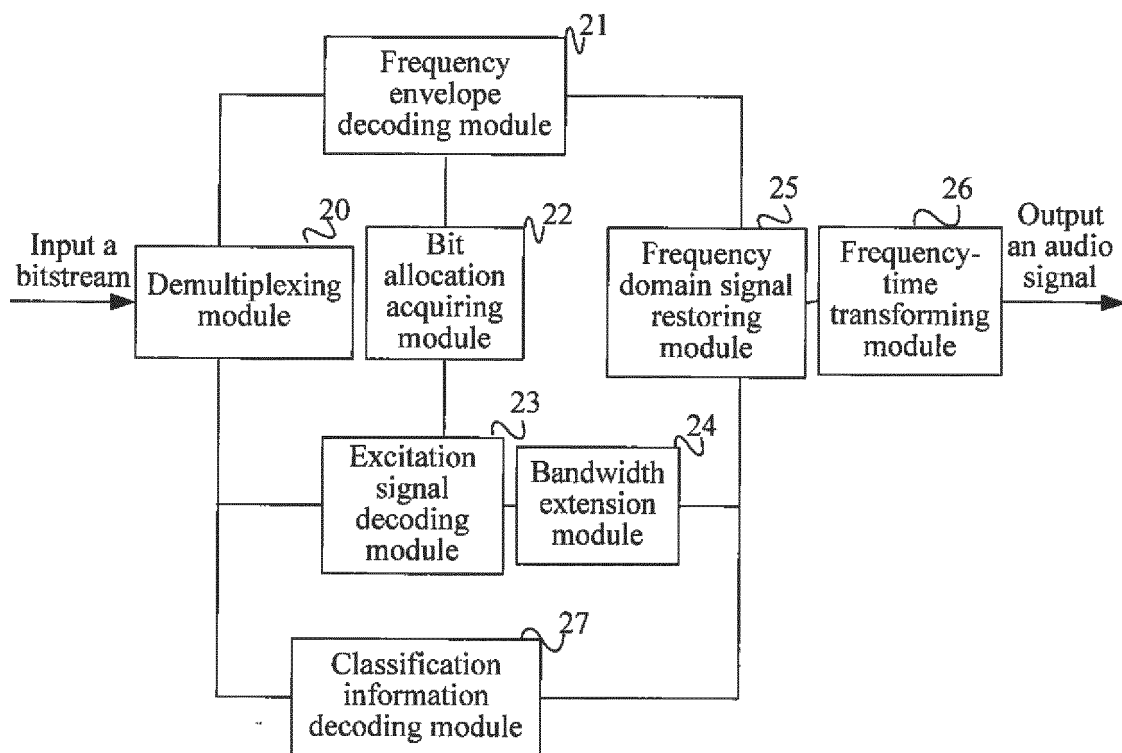 21
Frequency
envelope
decoding module
20
22
25
26
Input a
bitstream
Demultiplexing
module
Bit
allocation
acquiring
module
Frequency
domain signal
restoring
module
Frequency-
time
transforming
module
Output
an audio
signal
23
24
Excitation
signal
decoding
module
Bandwidth
extension
module
27
Classification
information
decoding module